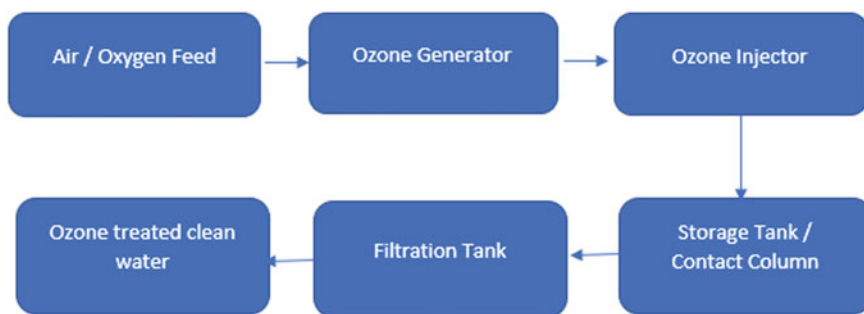 Air / Oxygen Feed
Ozone Generator
Ozone Injector
Storage Tank /
Contact Column
Filtration Tank
Ozone treated clean
water